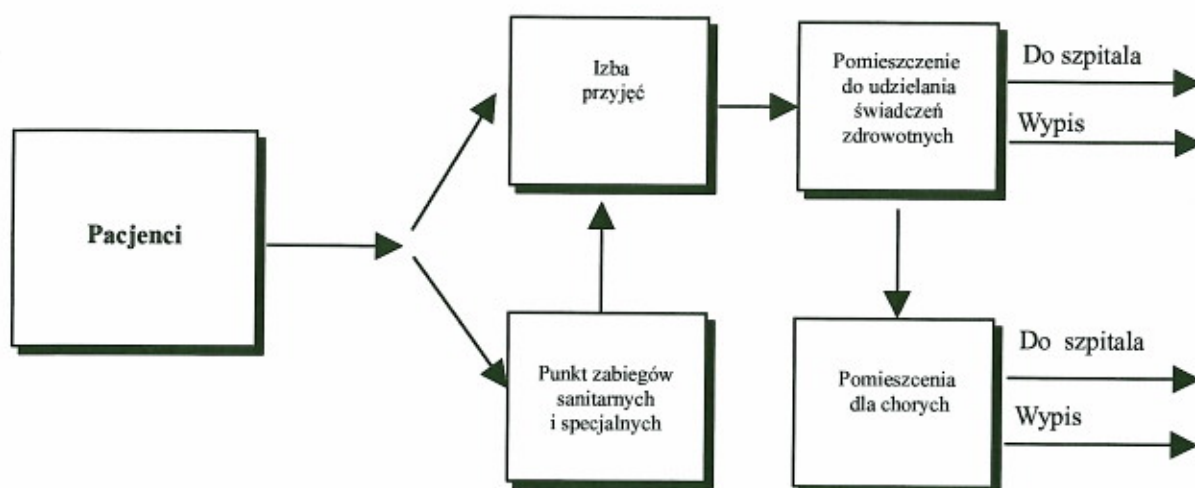 Pacjenci
Izba
przyjęć
Punkt zabiegów
sanitarnych
i specjalnych
Pomieszczenie
do udzielania
świadczeń
zdrowotnych
Do szpitala
Wypis
Pomieszcenia
dla chorych
Do szpitala
Wypis